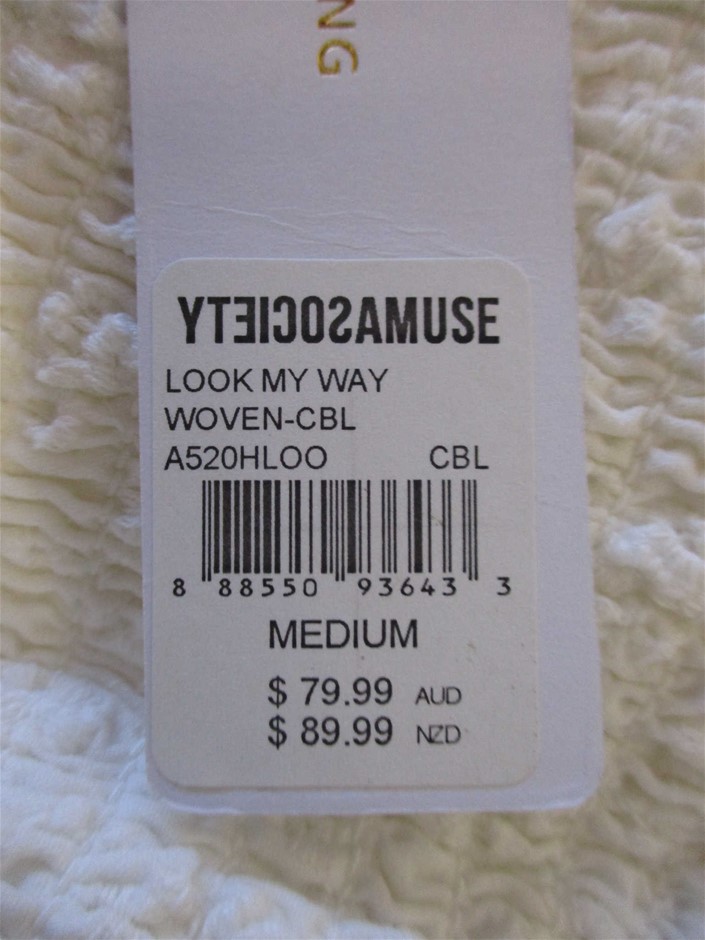 NG
YTEICOSAMUSE
LOOK MY WAY
WOVEN-CBL
A520HLOO CBL
8 88550 93643 3
MEDIUM
$ 79.99 AUD
$ 89.99 NZD